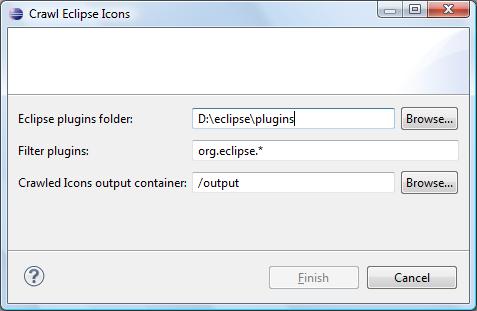 Crawl Eclipse Icons
Eclipse plugins folder: D:\eclipse\plugins Browse...
Filter plugins: org.eclipse.*
Crawled Icons output container: /output Browse...
? Finish Cancel